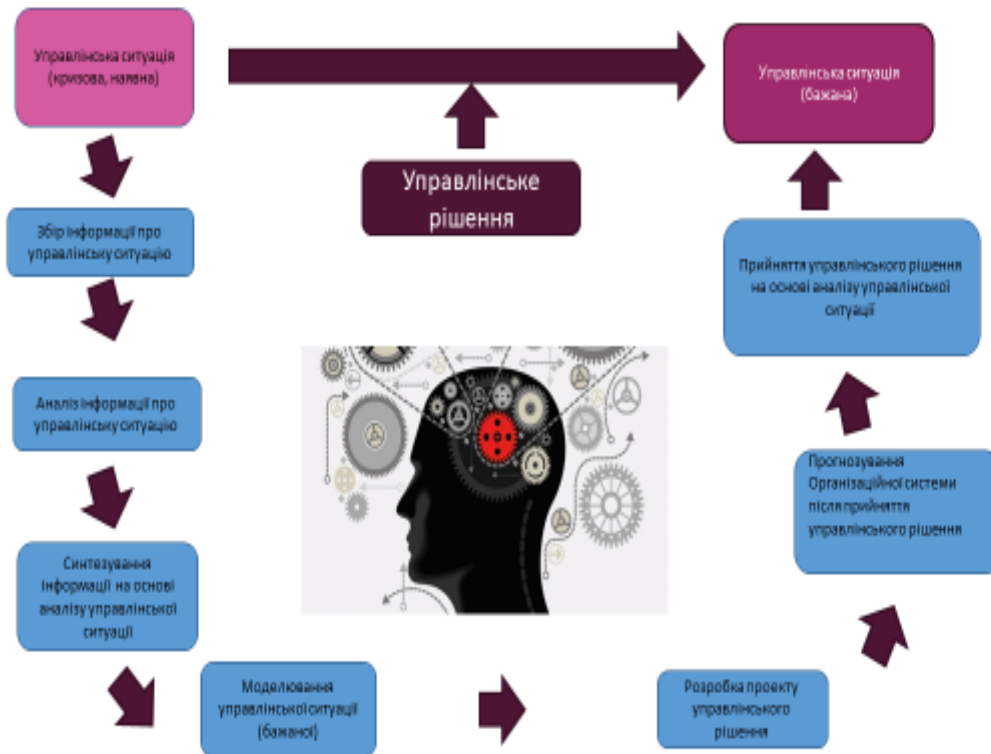 Управлінська ситуація
(кризова, наявна)
Управлінська ситуація
(бажана)
Управлінське
рішення
Збір інформації про
управлінську ситуацію
Аналіз інформації про
управлінську ситуацію
Синтезування
інформації на основі
аналізу управлінської
ситуації
Моделювання
управлінської ситуації
(бажаної)
Розробка проекту
управлінського
рішення
Прогнозування
Організаційної системи
після прийняття
управлінського рішення
Прийняття управлінського рішення
на основі аналізу управлінської
ситуації